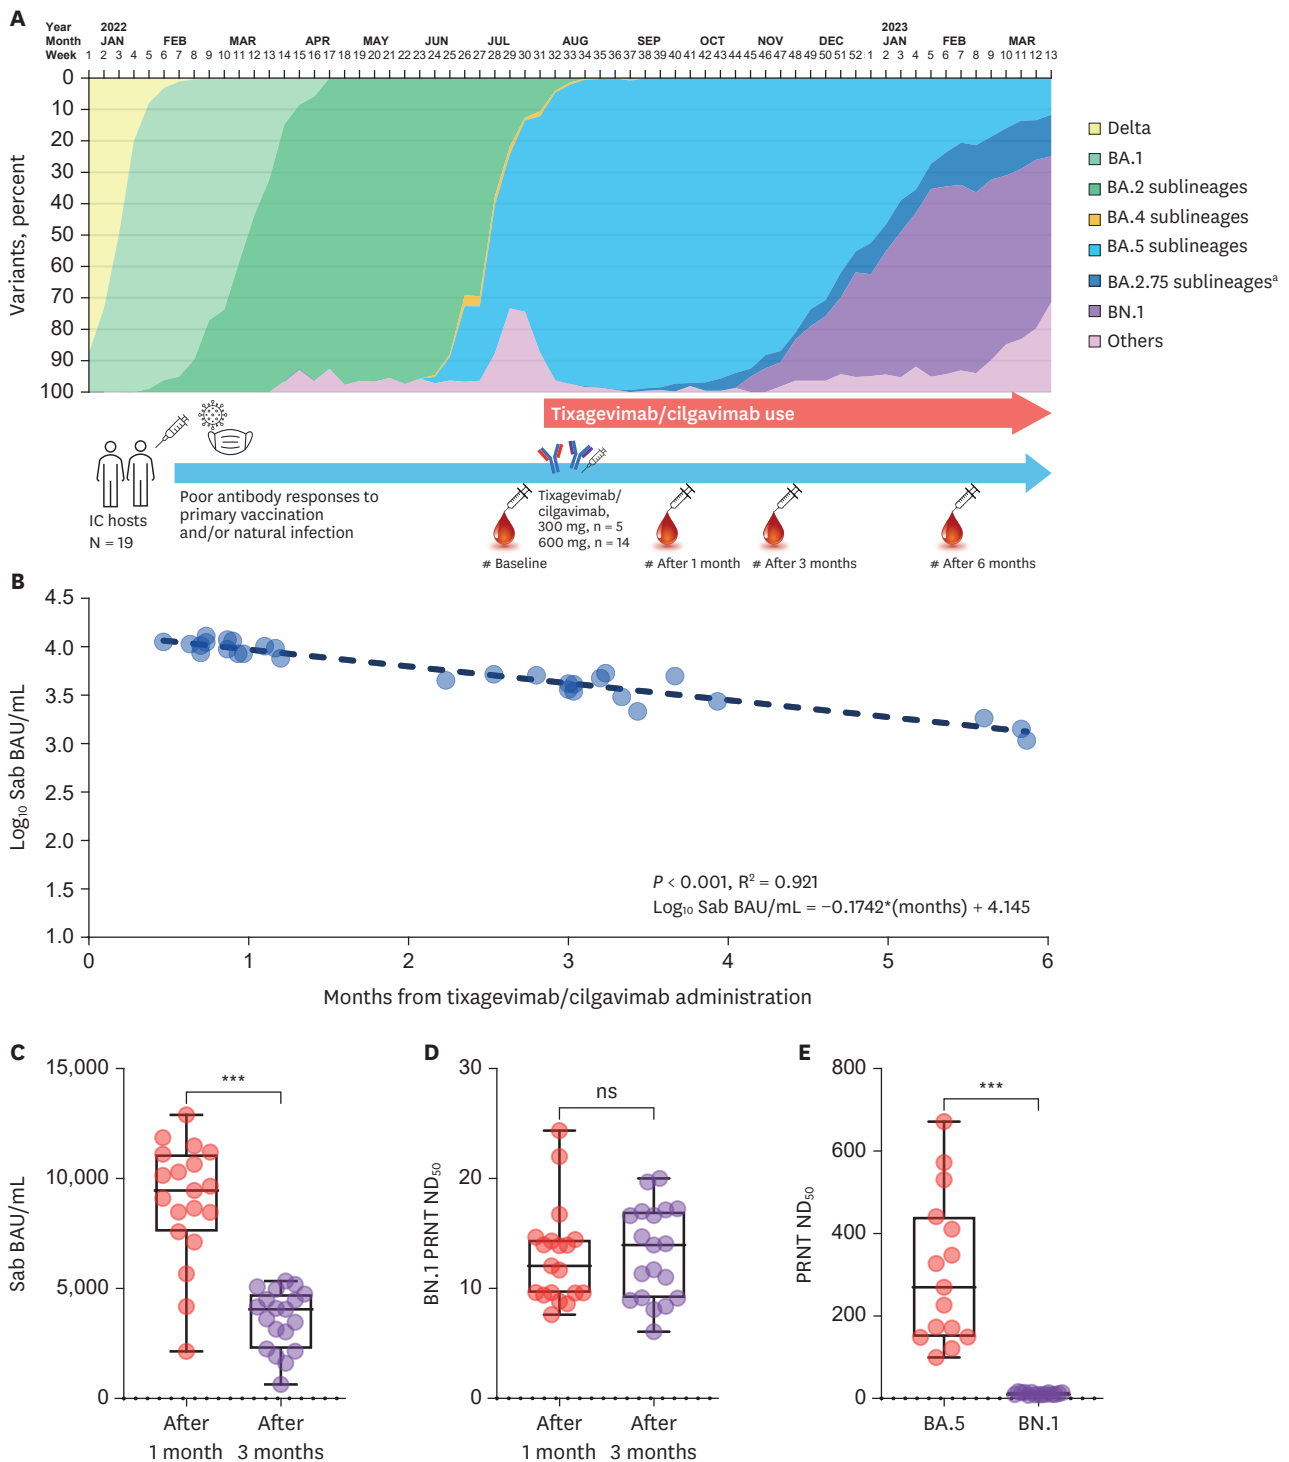 A
Year 2022 2023
Month JAN FEB MAR APR MAY JUN JUL AUG SEP OCT NOV DEC JAN FEB MAR
Week 1 2 3 4 5 6 7 8 9 10 11 12 13 14 15 16 17 18 19 20 21 22 23 24 25 26 27 28 29 30 31 32 33 34 35 36 37 38 39 40 41 42 43 44 45 46 47 48 49 50 51 52 1 2 3 4 5 6 7 8 9 10 11 12 13
Variants, percent
0
10
20
30
40
50
60
70
80
90
100
Delta
BA.1
BA.2 sublineages
BA.4 sublineages
BA.5 sublineages
BA.2.75 sublineagesᵃ
BN.1
Others
Tixagevimab/cilgavimab use
IC hosts
N = 19
Poor antibody responses to
primary vaccination
and/or natural infection
Tixagevimab/
cilgavimab,
300 mg, n = 5
600 mg, n = 14
# Baseline
# After 1 month
# After 3 months
# After 6 months
B
Log₁₀ Sab BAU/mL
4.5
4.0
3.5
3.0
2.5
2.0
1.5
1.0
P < 0.001, R² = 0.921
Log₁₀ Sab BAU/mL = −0.1742*(months) + 4.145
0 1 2 3 4 5 6
Months from tixagevimab/cilgavimab administration
C
Sab BAU/mL
15,000
10,000
5,000
0
***
After
1 month
After
3 months
D
BN.1 PRNT ND₅₀
30
20
10
0
ns
After
1 month
After
3 months
E
PRNT ND₅₀
800
600
400
200
0
***
BA.5
BN.1